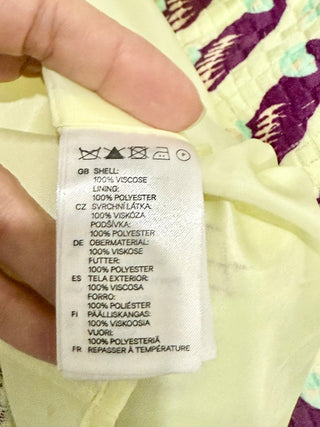 GB SHELL:
100% VISCOSE
LINING:
100% POLYESTER
CZ SVRCHNÍ LÁTKA:
100% VISKÓZA
PODŠÍVKA:
100% POLYESTER
DE OBERMATERIAL:
100% VISKOSE
FUTTER:
100% POLYESTER
ES TELA EXTERIOR:
100% VISCOSA
FORRO:
100% POLIÉSTER
FI PÄÄLLISKANGAS:
100% VISKOOSIA
VUORI:
100% POLYESTERIÄ
FR REPASSER À TEMPÉRATURE